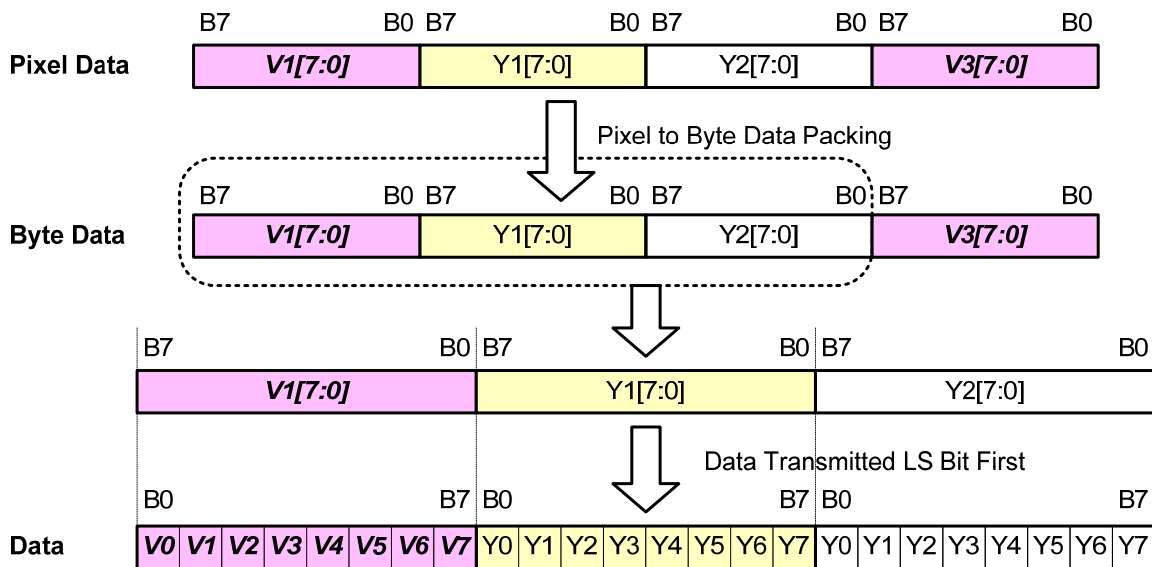 B7 B0 B7 B0 B7 B0 B7 B0
Pixel Data V1[7:0] Y1[7:0] Y2[7:0] V3[7:0]
Pixel to Byte Data Packing
B7 B0 B7 B0 B7 B0 B7 B0
Byte Data V1[7:0] Y1[7:0] Y2[7:0] V3[7:0]
B7 B0 B7 B0 B7 B0
V1[7:0] Y1[7:0] Y2[7:0]
Data Transmitted LS Bit First
B0 B7 B0 B7 B0 B7
Data V0 V1 V2 V3 V4 V5 V6 V7 Y0 Y1 Y2 Y3 Y4 Y5 Y6 Y7 Y0 Y1 Y2 Y3 Y4 Y5 Y6 Y7